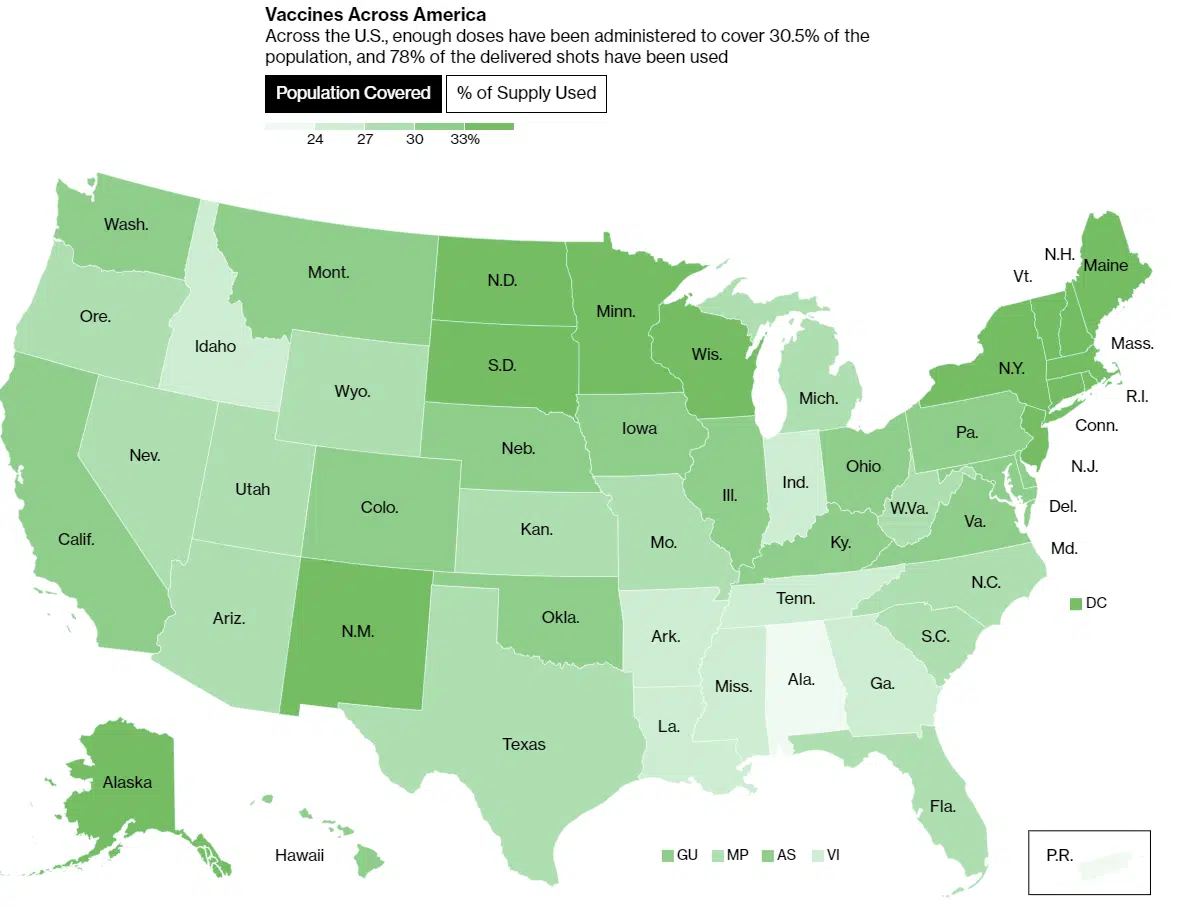 Vaccines Across America
Across the U.S., enough doses have been administered to cover 30.5% of the
population, and 78% of the delivered shots have been used
Population Covered
% of Supply Used
24 27 30 33%
Wash.
Mont.
N.D.
Minn.
N.H.
Maine
Vt.
Ore.
Idaho
Wyo.
S.D.
Wis.
Mich.
N.Y.
Mass.
R.I.
Conn.
Nev.
Utah
Colo.
Neb.
Iowa
Ill.
Ind.
Ohio
Pa.
N.J.
Calif.
Kan.
Mo.
Ky.
W.Va.
Va.
Del.
Md.
Ariz.
N.M.
Okla.
Ark.
Tenn.
N.C.
DC
Texas
La.
Miss.
Ala.
Ga.
S.C.
Alaska
Hawaii
Fla.
GU MP AS VI
P.R.